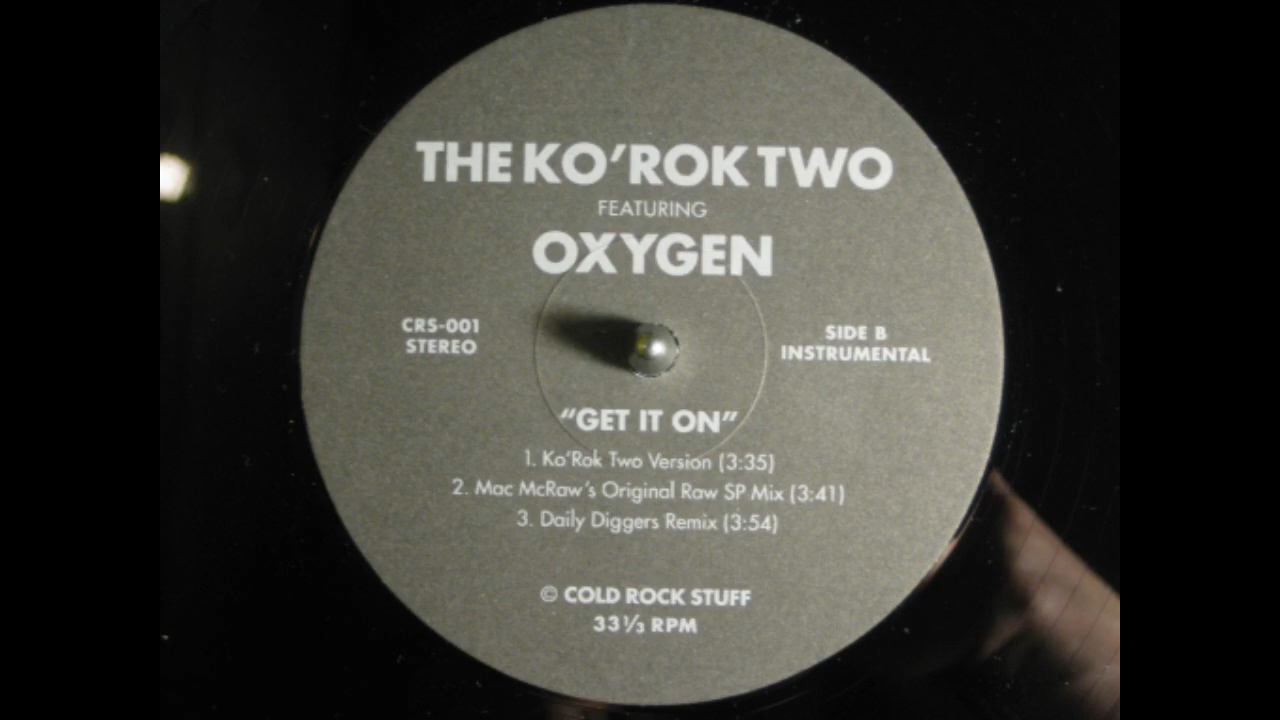 THE KO'ROK TWO
FEATURING
OXYGEN
CRS-001
STEREO
SIDE B
INSTRUMENTAL
“GET IT ON”
1. Ko'Rok Two Version (3:35)
2. Mac McRaw's Original Raw SP Mix (3:41)
3. Daily Diggers Remix (3:54)
© COLD ROCK STUFF
33⅓ RPM